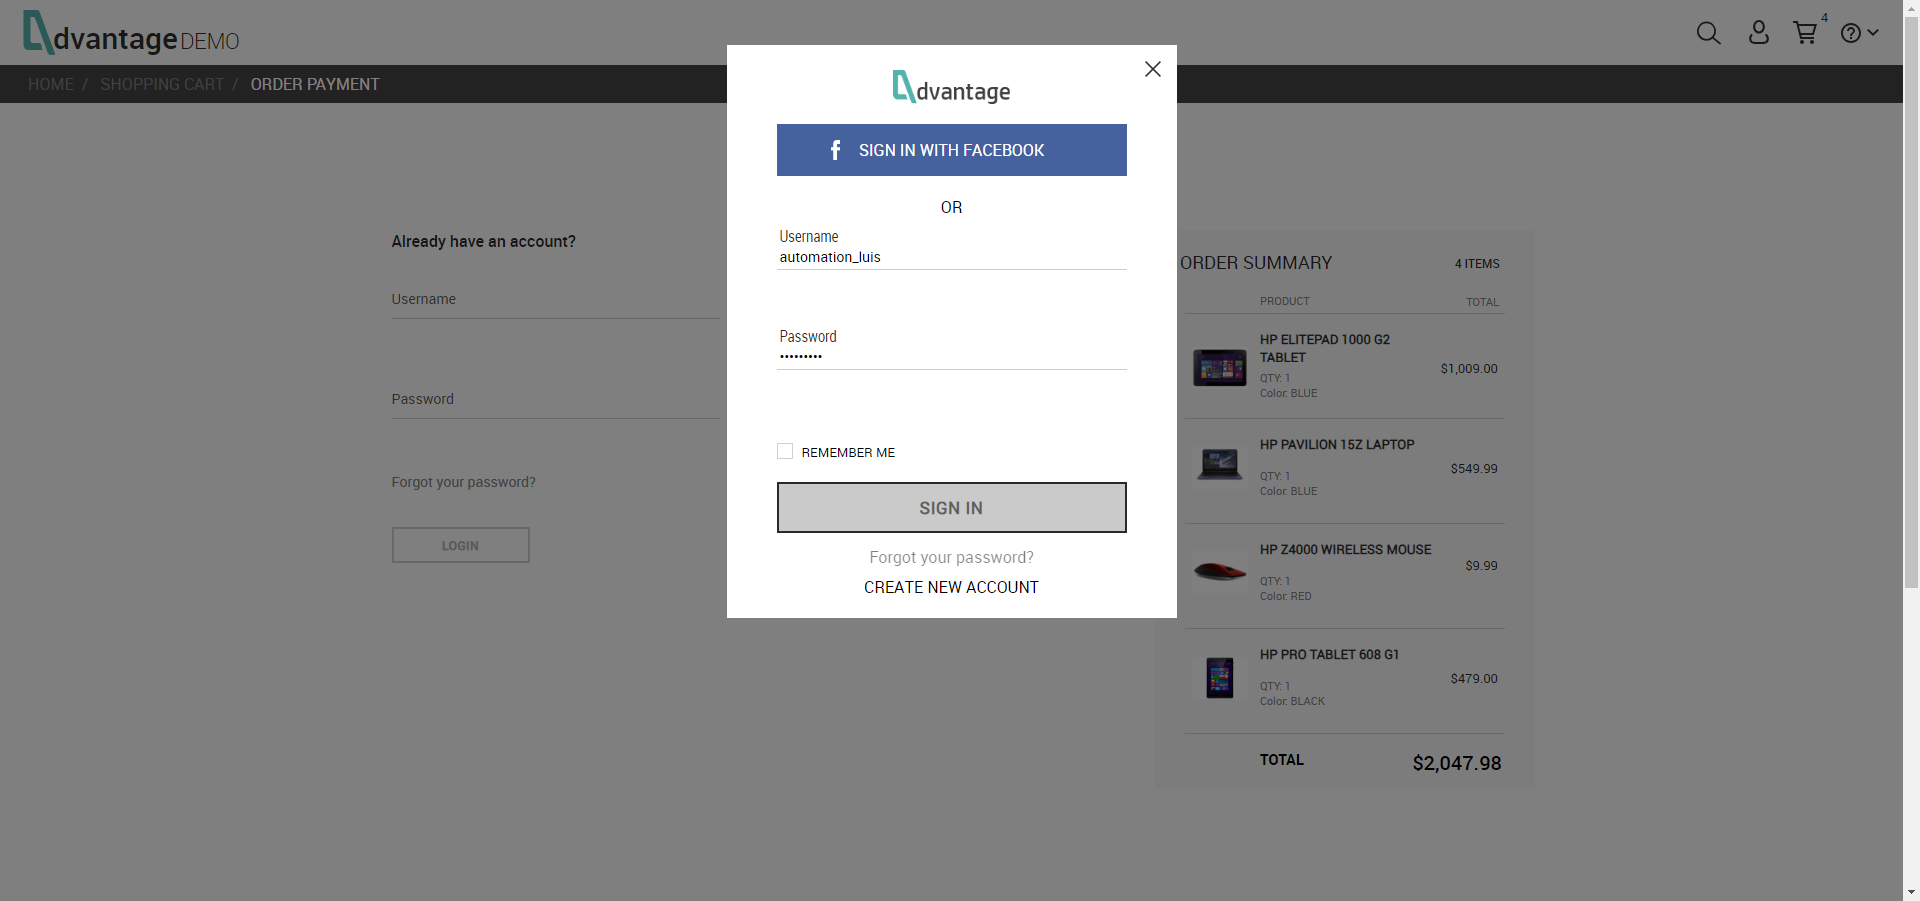 dvantage DEMO
4
HOME / SHOPPING CART / ORDER PAYMENT
dvantage
SIGN IN WITH FACEBOOK
OR
Username
automation_luis
Password
•••••••••
REMEMBER ME
SIGN IN
Forgot your password?
CREATE NEW ACCOUNT
Already have an account?
Username
Password
Forgot your password?
LOGIN
ORDER SUMMARY 4 ITEMS
PRODUCT TOTAL
HP ELITEPAD 1000 G2
TABLET
QTY: 1
Color: BLUE
$1,009.00
HP PAVILION 15Z LAPTOP
QTY: 1
Color: BLUE
$549.99
HP Z4000 WIRELESS MOUSE
QTY: 1
Color: RED
$9.99
HP PRO TABLET 608 G1
QTY: 1
Color: BLACK
$479.00
TOTAL $2,047.98